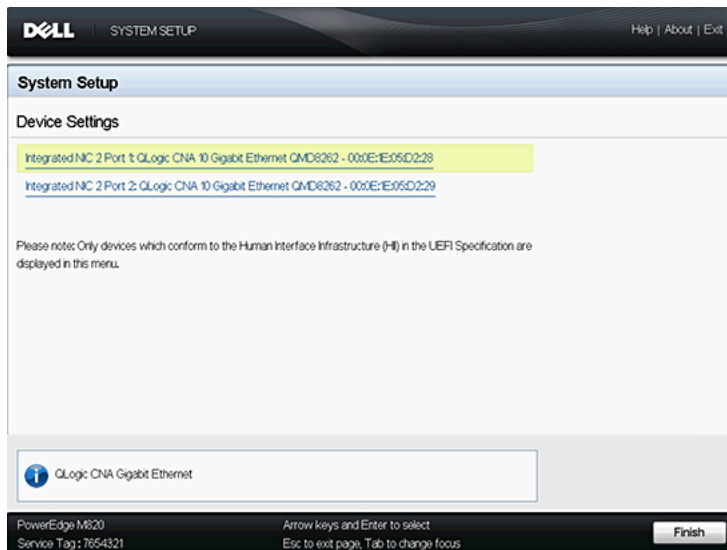 DELL SYSTEM SETUP Help | About | Exit
System Setup
Device Settings
Integrated NIC 2 Port 1: QLogic CNA 10 Gigabit Ethernet QMD8262 - 00:0E:1E:05:D2:28
Integrated NIC 2 Port 2: QLogic CNA 10 Gigabit Ethernet QMD8262 - 00:0E:1E:05:D2:29
Please note: Only devices which conform to the Human Interface Infrastructure (HII) in the UEFI Specification are
displayed in this menu.
QLogic CNA Gigabit Ethernet
PowerEdge M820 Arrow keys and Enter to select
Service Tag : 7654321 Esc to exit page, Tab to change focus
Finish